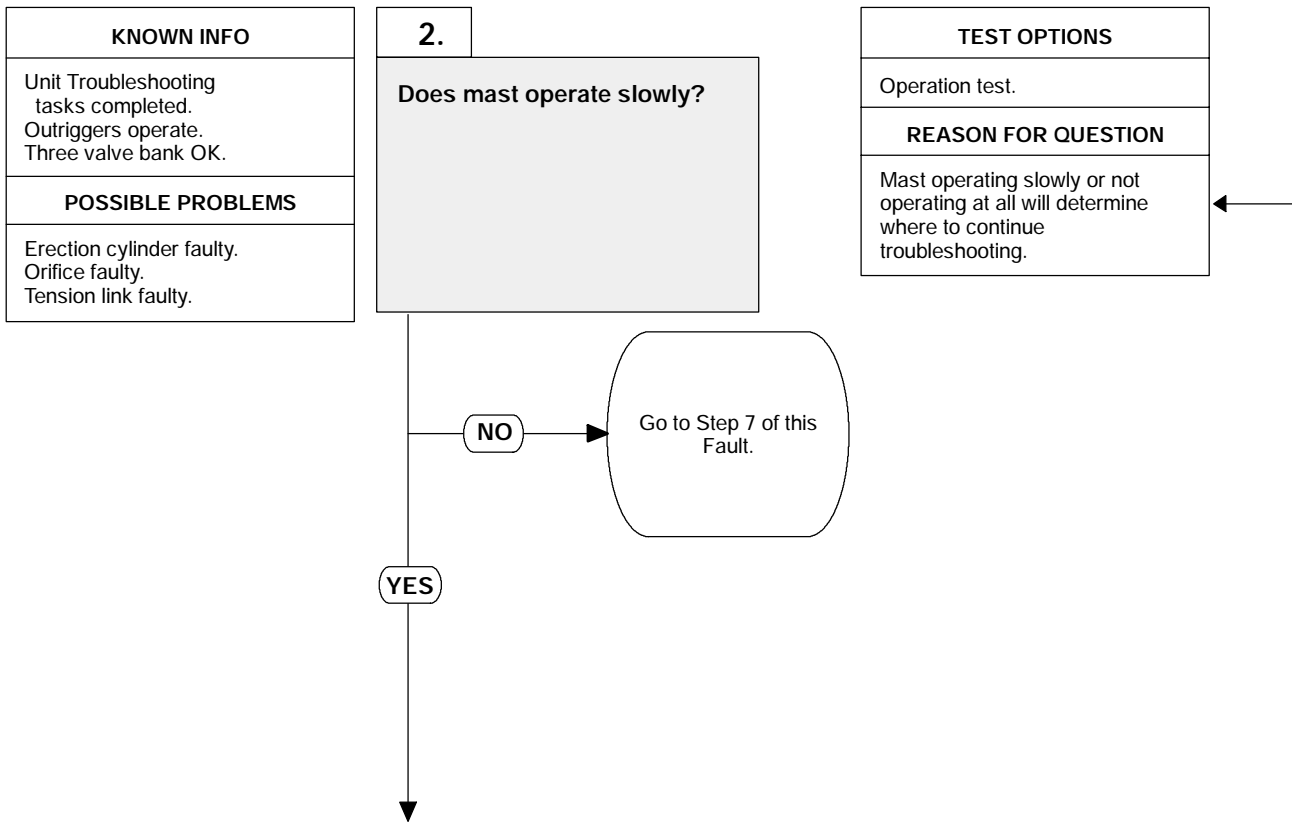 KNOWN INFO
Unit Troubleshooting
tasks completed.
Outriggers operate.
Three valve bank OK.
POSSIBLE PROBLEMS
Erection cylinder faulty.
Orifice faulty.
Tension link faulty.
2.
Does mast operate slowly?
TEST OPTIONS
Operation test.
REASON FOR QUESTION
Mast operating slowly or not
operating at all will determine
where to continue
troubleshooting.
NO
Go to Step 7 of this
Fault.
YES